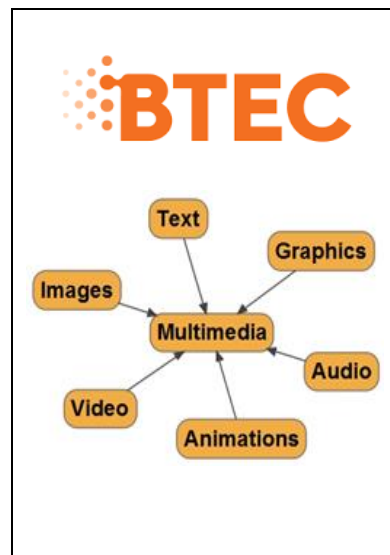 BTEC
Text
Graphics
Images
Multimedia
Audio
Video
Animations